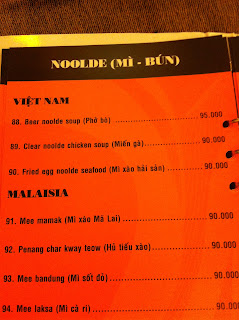 NOOLDE (MÌ - BÚN)
VIỆT NAM
88. Beer noolde soup (Phở bò) 95.000
89. Clear noolde chicken soup (Miến gà) 90.000
90. Fried egg noolde seafood (Mì xào hải sản) 90.000
MALAISIA
91. Mee mamak (Mì xào Mã Lai) 90.000
92. Penang char kway teow (Hủ tiếu xào) 90.000
93. Mee bandung (Mì sốt đỏ) 90.000
94. Mee laksa (Mì cà ri) 90.000